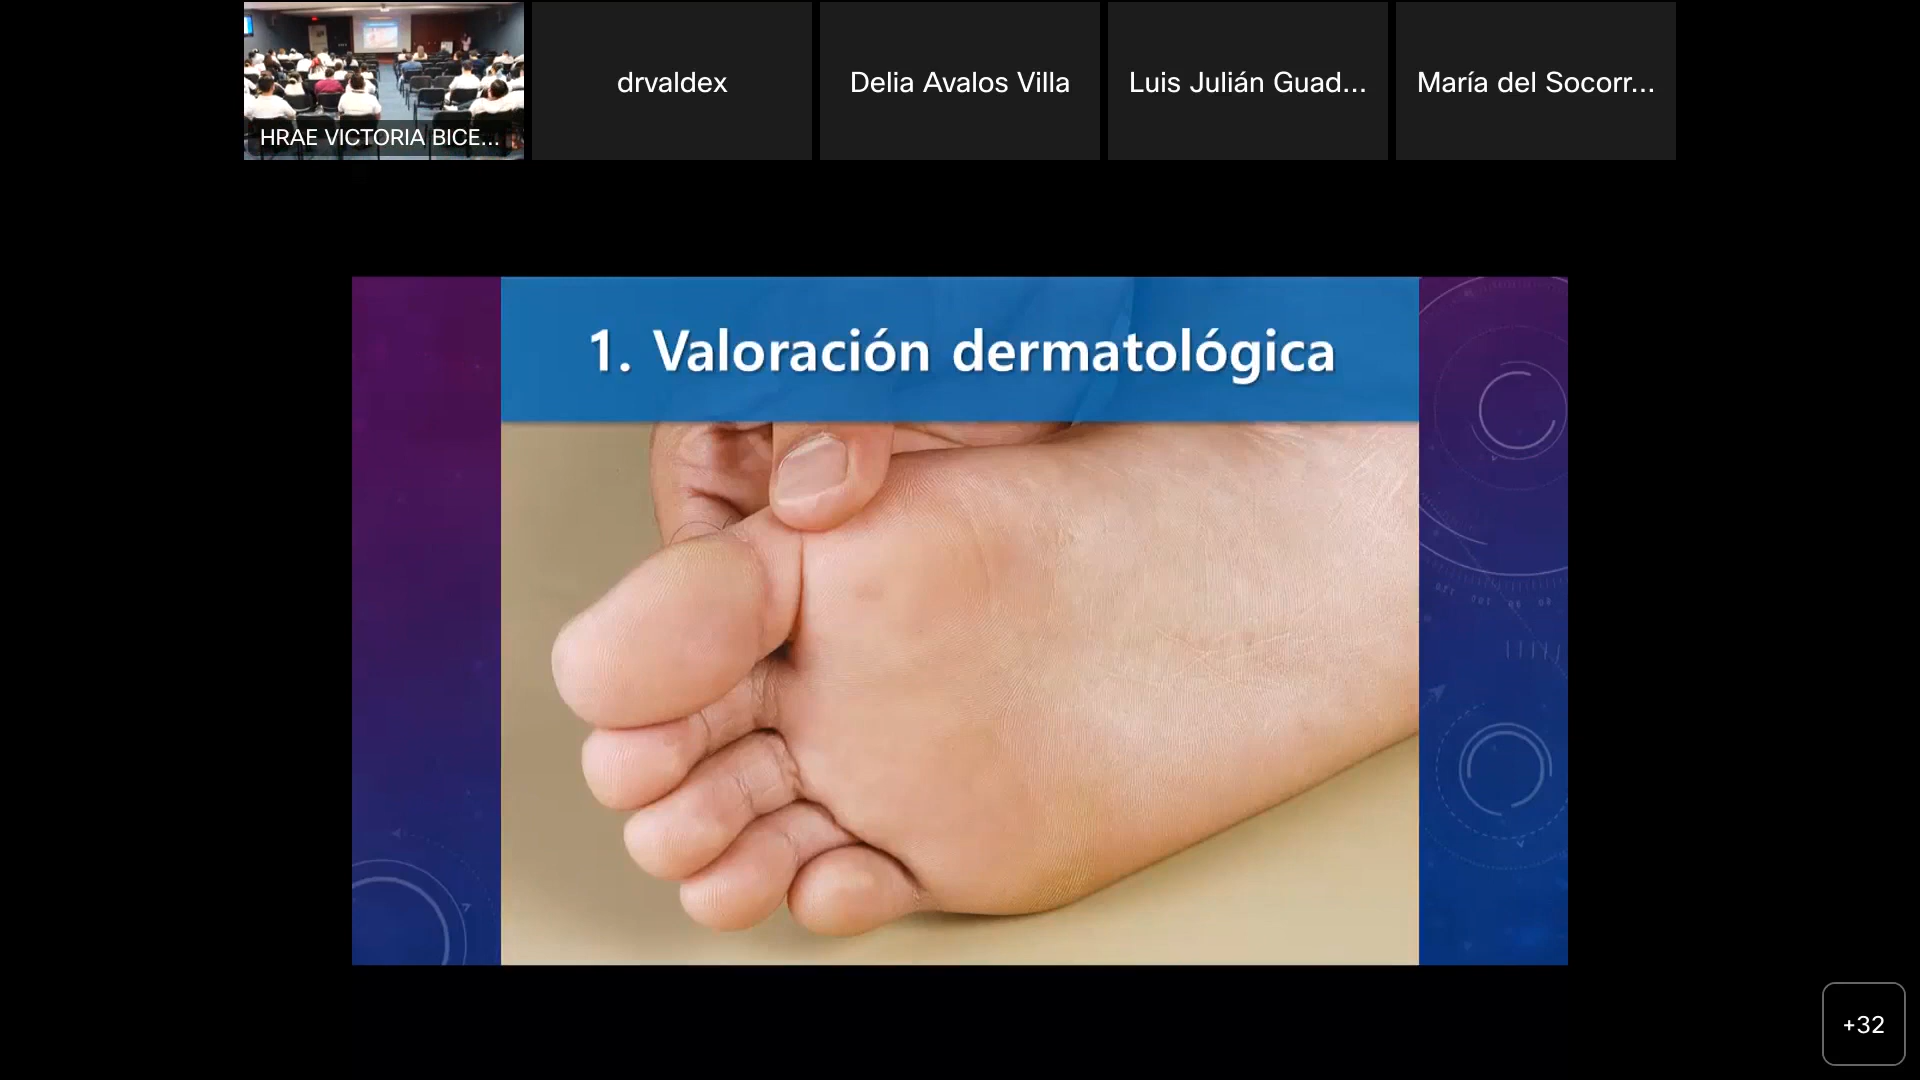 HRAE VICTORIA BICE...
drvaldex
Delia Avalos Villa
Luis Julián Guad...
María del Socorr...
1. Valoración dermatológica
+32